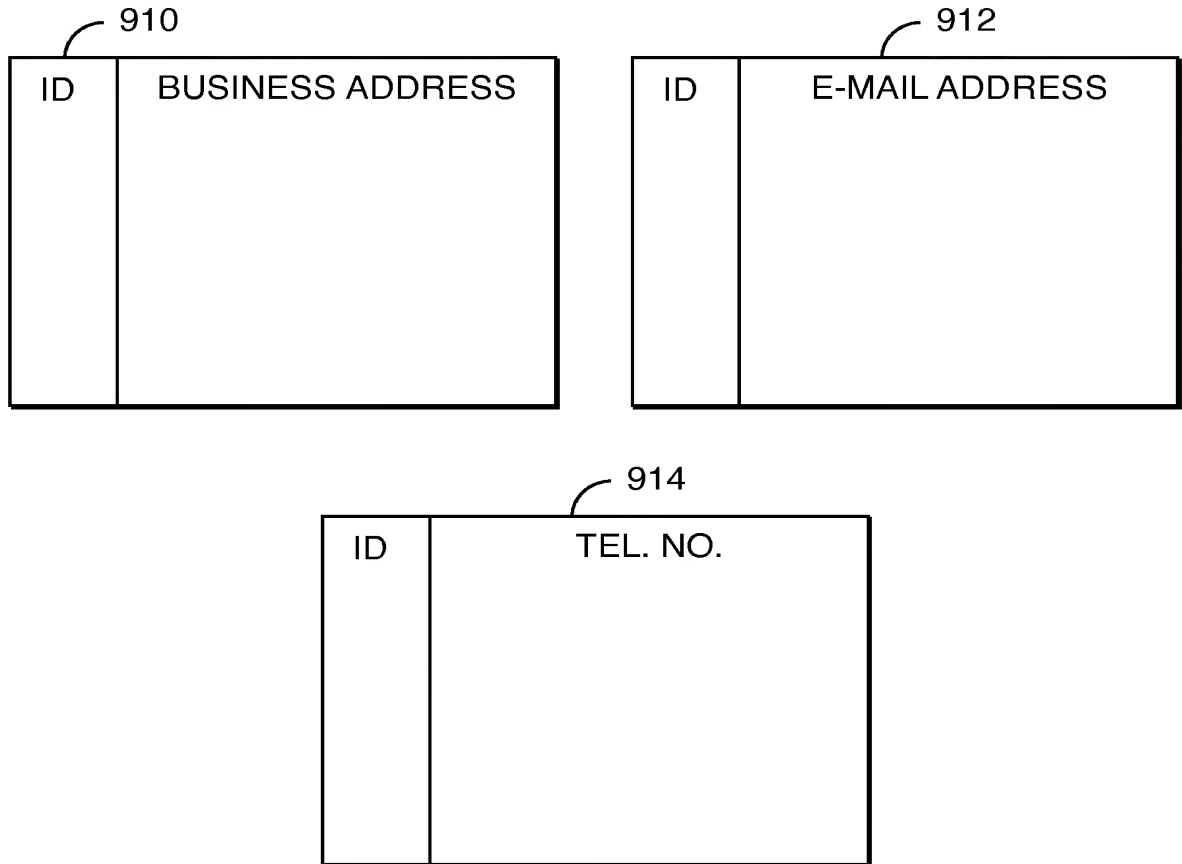 910
ID BUSINESS ADDRESS
912
ID E-MAIL ADDRESS
914
ID TEL. NO.